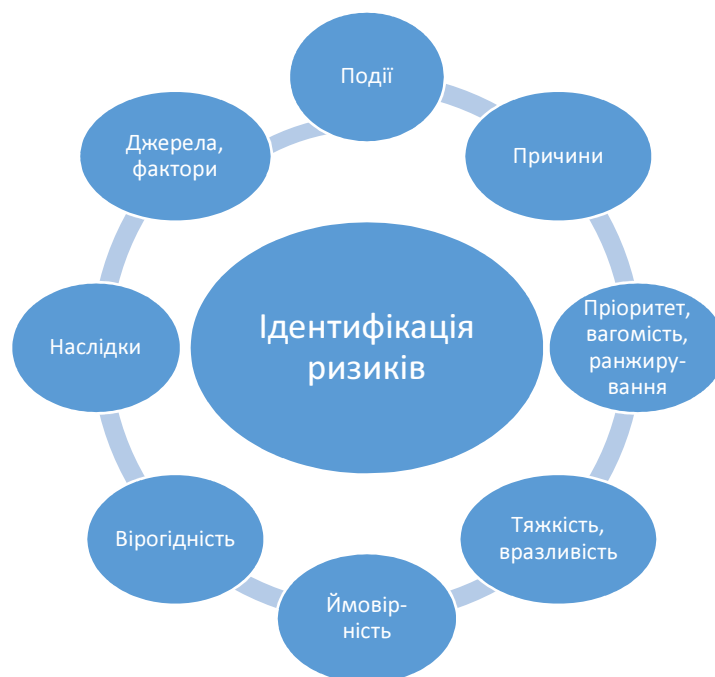 Події
Джерела,
фактори
Причини
Ідентифікація
ризиків
Пріоритет,
вагомість,
ранжиру-
вання
Наслідки
Тяжкість,
вразливість
Вірогідність
Ймовір-
ність